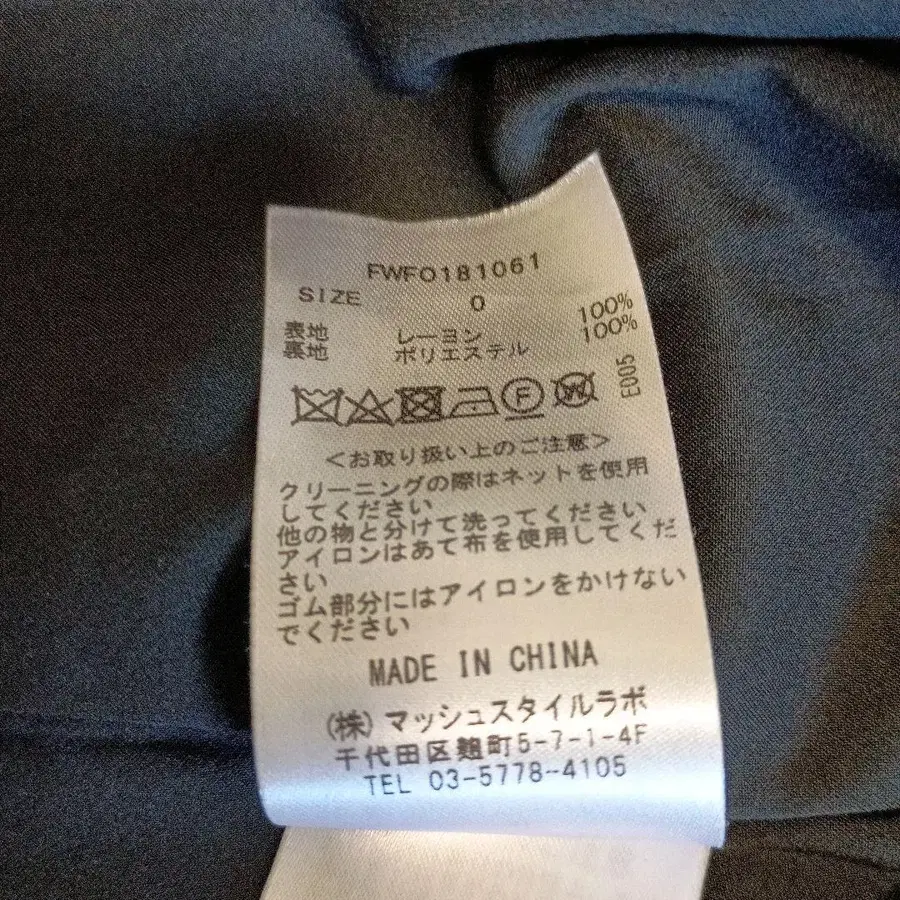 FWFO181061
SIZE 0
表地 レーヨン 100%
裏地 ポリエステル 100%
E005
F
W
<お取り扱い上のご注意>
クリーニングの際はネットを使用
してください
他の物と分けて洗ってください
アイロンはあて布を使用してくだ
さい
ゴム部分にはアイロンをかけない
でください
MADE IN CHINA
(株)マッシュスタイルラボ
千代田区麹町5-7-1-4F
TEL 03-5778-4105